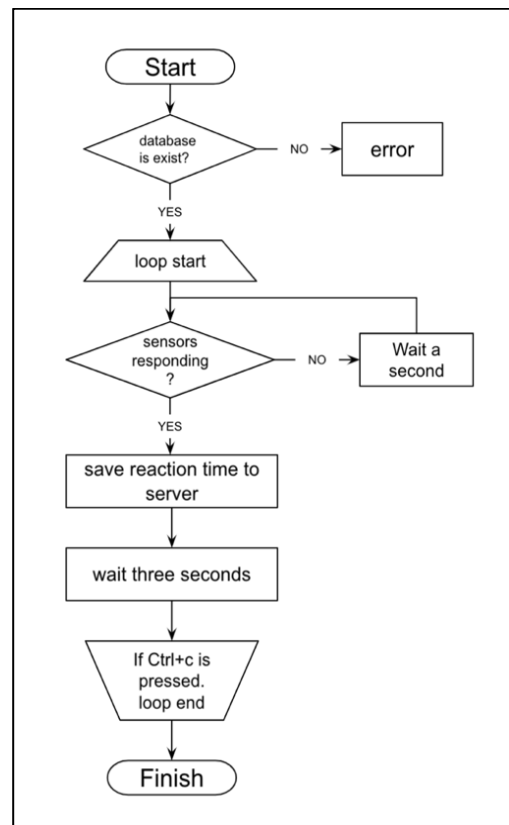 Start
database
is exist?
NO
error
YES
loop start
sensors
responding
?
NO
Wait a
second
YES
save reaction time to
server
wait three seconds
If Ctrl+c is
pressed.
loop end
Finish